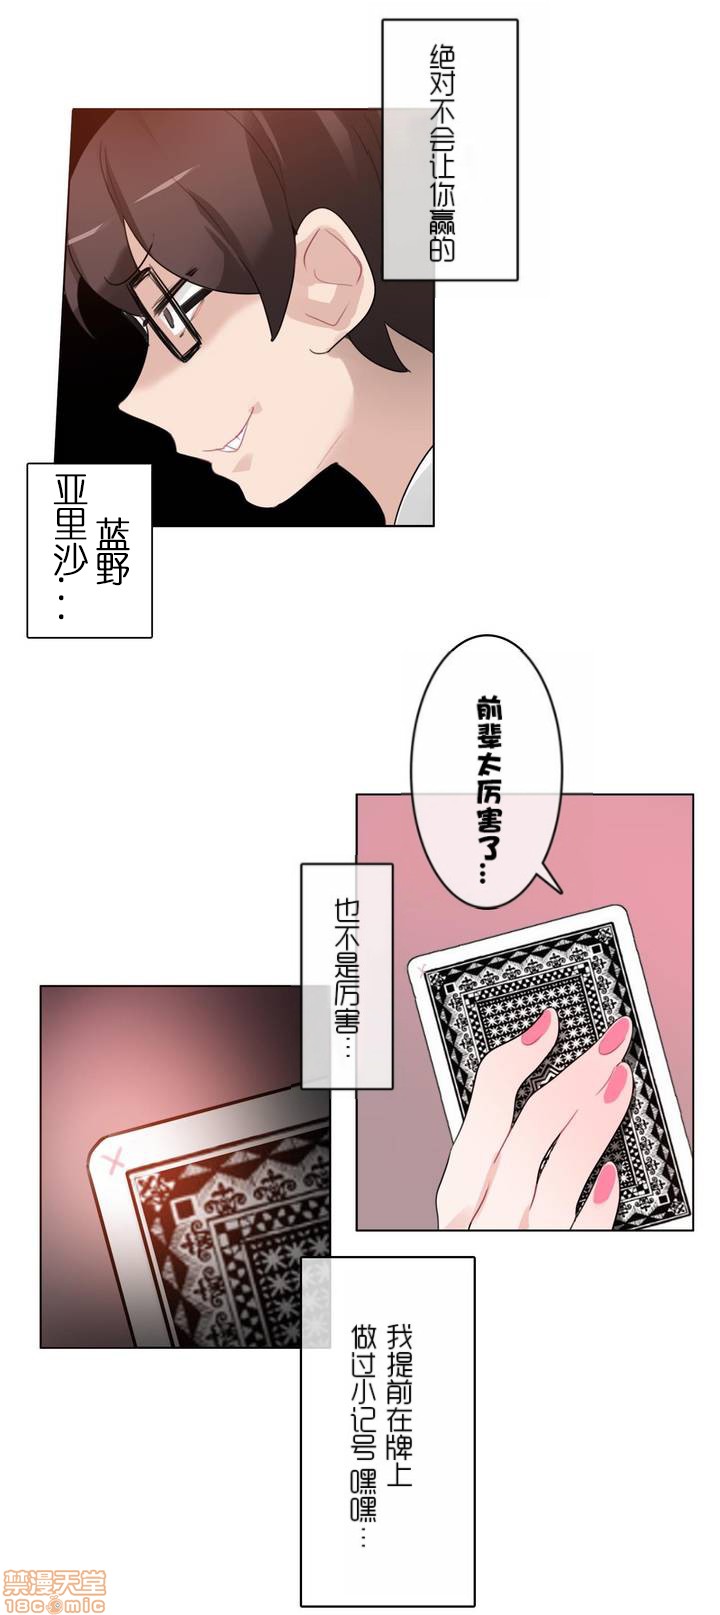 绝对不会让你赢的
蓝野
亚里沙...
前辈太厉害了...
也不是厉害...
我提前在牌上
做过小记号嘿嘿...
禁漫天堂
18comic